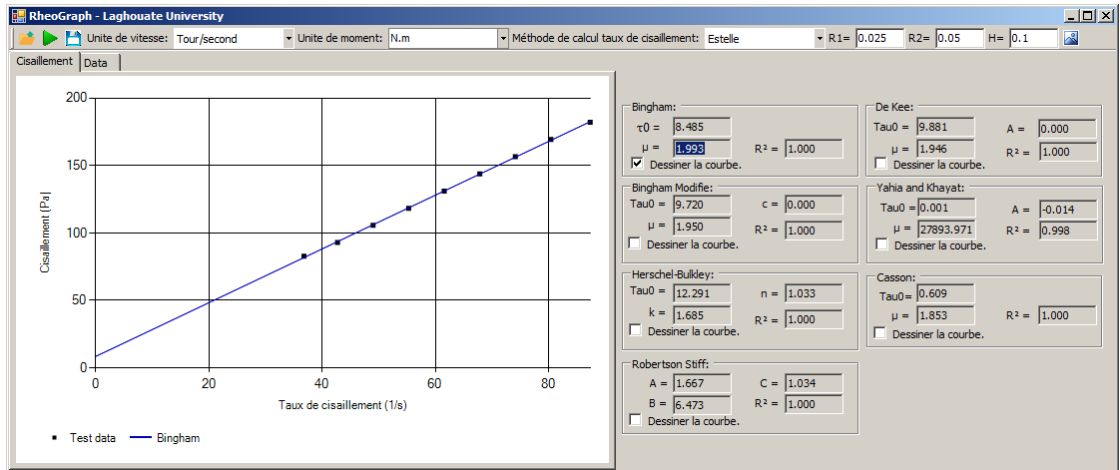 RheoGraph - Laghouate University
Unite de vitesse: Tour/second Unite de moment: N.m Méthode de calcul taux de cisaillement: Estelle R1= 0.025 R2= 0.05 H= 0.1
Cisaillement Data
200
150
100
50
0
0 20 40 60 80
Cisaillement (Pa)
Taux de cisaillement (1/s)
Test data Bingham
Bingham:
τ0 = 8.485
μ = 1.993 R² = 1.000
Dessiner la courbe.
Bingham Modifie:
Tau0 = 9.720 c = 0.000
μ = 1.950 R² = 1.000
Dessiner la courbe.
Herschel-Bulkley:
Tau0 = 12.291 n = 1.033
k = 1.685 R² = 1.000
Dessiner la courbe.
Robertson Stiff:
A = 1.667 C = 1.034
B = 6.473 R² = 1.000
Dessiner la courbe.
De Kee:
Tau0 = 9.881 A = 0.000
μ = 1.946 R² = 1.000
Dessiner la courbe.
Yahia and Khayat:
Tau0 = 0.001 A = -0.014
μ = 27893.971 R² = 0.998
Dessiner la courbe.
Casson:
Tau0= 0.609
μ = 1.853 R² = 1.000
Dessiner la courbe.